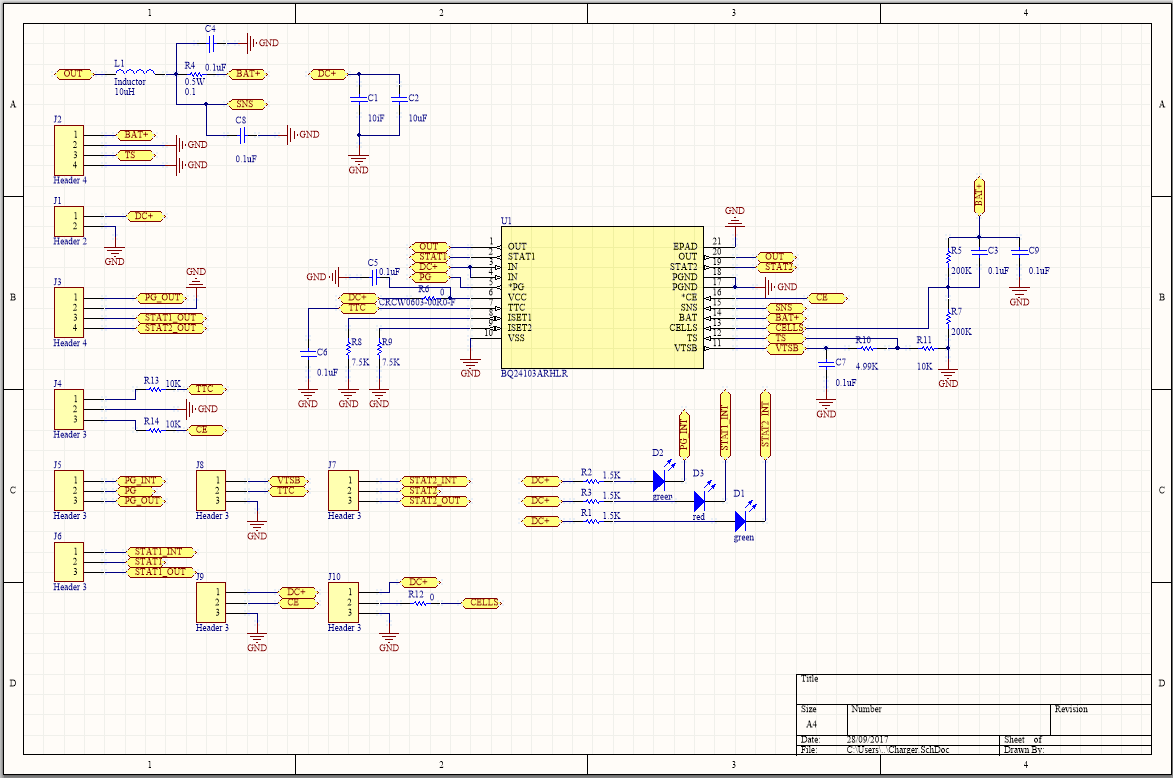 1 2 3 4
A A
B B
C C
D D
C4
GND
0.1uF
OUT
L1
Inductor
10uH
R4
0.5W
0.1
BAT+
SNS
C8
GND
0.1uF
DC+
C1
10iF
C2
10uF
GND
J2
1 BAT+
2 GND
3 TS
4 GND
Header 4
J1
1 DC+
2
Header 2
GND
J3
GND
1 PG_OUT
2
3 STAT1_OUT
4 STAT2_OUT
Header 4
J4
R13 10K TTC
1
2 GND
3
R14 10K CE
Header 3
J5
1 PG_INT
2 PG
3 PG_OUT
Header 3
J8
1 VTSB
2 TTC
3
Header 3
GND
J7
1 STAT2_INT
2 STAT2
3 STAT2_OUT
Header 3
J6
1 STAT1_INT
2 STAT1
3 STAT1_OUT
Header 3
J9
1 DC+
2 CE
3
Header 3
GND
J10
1 DC+
2 R12 0 CELLS
3
Header 3
GND
U1
OUT 1 OUT
STAT1 2 STAT1
DC+ 3 IN
PG 4 IN
5 *PG
6 VCC
7 TTC
8 ISET1
9 ISET2
10 VSS
GND
C5
0.1uF
GND
R6 0
DC+
CRCW0603-00R0-F
TTC
C6
0.1uF
GND
R8
7.5K
GND
R9
7.5K
GND
BQ24103ARHLR
GND
EPAD 21
OUT 20 OUT
STAT2 19 STAT2
PGND 18
PGND 17 GND
*CE 16 CE
SNS 15 SNS
BAT 14 BAT+
CELLS 13 CELLS
TS 12 TS
VTSB 11 VTSB
C7
0.1uF
GND
R10
4.99K
R11
10K
BAT+
R5
200K
C3
0.1uF
C9
0.1uF
GND
R7
200K
GND
PG_INT
STAT1_INT
STAT2_INT
DC+ R2 1.5K D2 green
DC+ R3 1.5K D3 red
DC+ R1 1.5K D1 green
Title
Size Number Revision
A4
Date: 28/09/2017 Sheet of
File: C:\Users\..\Charger.SchDoc Drawn By:
1 2 3 4